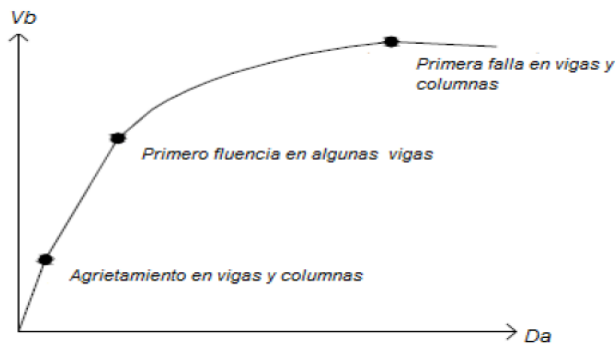 Vb
Primera falla en vigas y
columnas
Primero fluencia en algunas vigas
Agrietamiento en vigas y columnas
Da